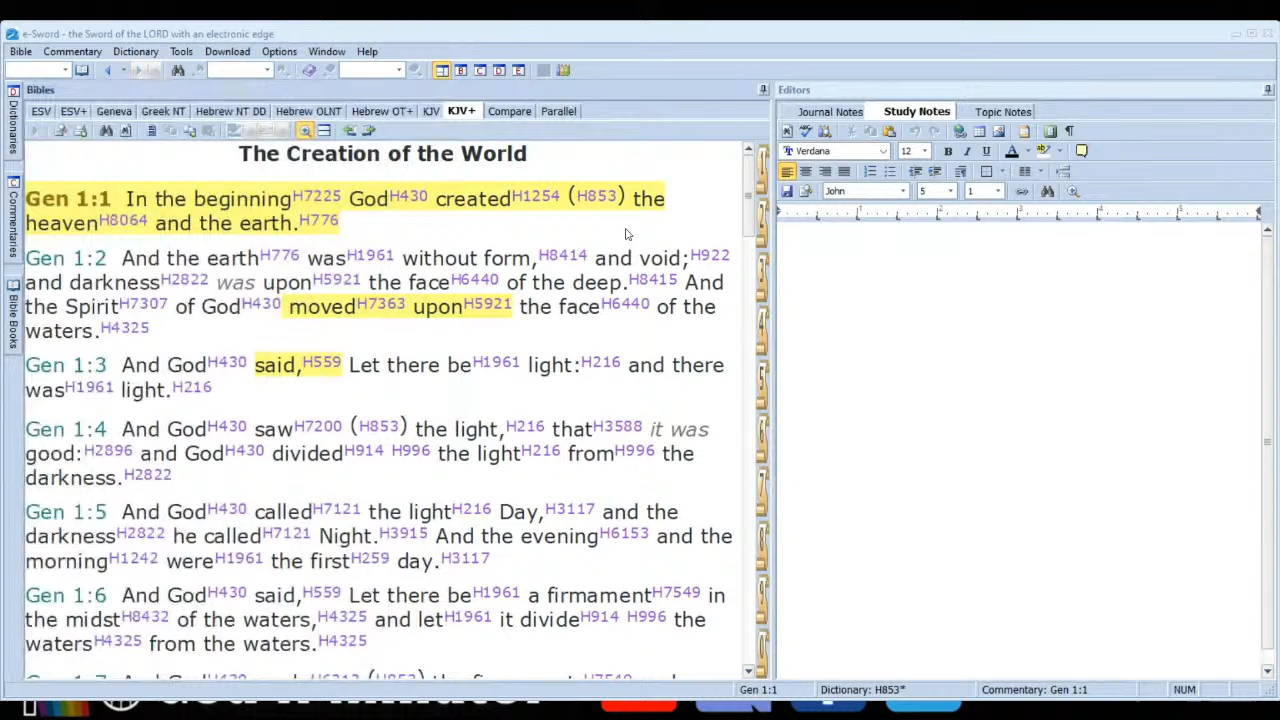 e-Sword - the Sword of the LORD with an electronic edge
Bible Commentary Dictionary Tools Download Options Window Help
B C D E
Bibles
Editors
ESV ESV+ Geneva Greek NT Hebrew NT DD Hebrew OLNT Hebrew OT+ KJV KJV+ Compare Parallel
Journal Notes Study Notes Topic Notes
Verdana 12 B I U A
John 5 1
1 2 3 4 5
Dictionaries
Commentaries
Bible Books
The Creation of the World
Gen 1:1 In the beginningH7225 GodH430 createdH1254 (H853) the
heavenH8064 and the earth.H776
Gen 1:2 And the earthH776 wasH1961 without form,H8414 and void;H922
and darknessH2822 was uponH5921 the faceH6440 of the deep.H8415 And
the SpiritH7307 of GodH430 movedH7363 uponH5921 the faceH6440 of the
waters.H4325
Gen 1:3 And GodH430 said,H559 Let there beH1961 light:H216 and there
wasH1961 light.H216
Gen 1:4 And GodH430 sawH7200 (H853) the light,H216 thatH3588 it was
good:H2896 and GodH430 dividedH914 H996 the lightH216 fromH996 the
darkness.H2822
Gen 1:5 And GodH430 calledH7121 the lightH216 Day,H3117 and the
darknessH2822 he calledH7121 Night.H3915 And the eveningH6153 and the
morningH1242 wereH1961 the firstH259 day.H3117
Gen 1:6 And GodH430 said,H559 Let there beH1961 a firmamentH7549 in
the midstH8432 of the waters,H4325 and letH1961 it divideH914 H996 the
watersH4325 from the waters.H4325
Gen 1:1 Dictionary: H853* Commentary: Gen 1:1 NUM